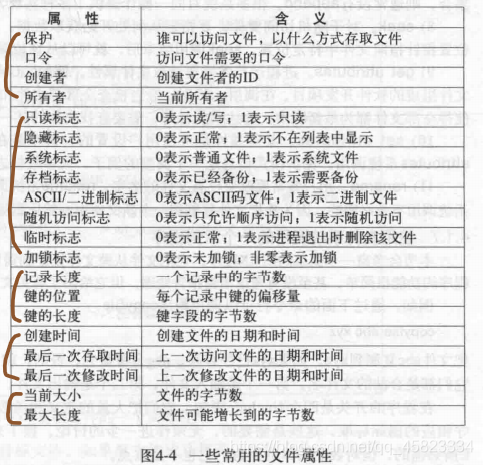 属 性 含 义
保护 谁可以访问文件，以什么方式存取文件
口令 访问文件需要的口令
创建者 创建文件者的ID
所有者 当前所有者
只读标志 0表示读/写；1表示只读
隐藏标志 0表示正常；1表示不在列表中显示
系统标志 0表示普通文件；1表示系统文件
存档标志 0表示已经备份；1表示需要备份
ASCII/二进制标志 0表示ASCII码文件；1表示二进制文件
随机访问标志 0表示只允许顺序访问；1表示随机访问
临时标志 0表示正常；1表示进程退出时删除该文件
加锁标志 0表示未加锁；非零表示加锁
记录长度 一个记录中的字节数
键的位置 每个记录中键的偏移量
键的长度 键字段的字节数
创建时间 创建文件的日期和时间
最后一次存取时间 上一次访问文件的日期和时间
最后一次修改时间 上一次修改文件的日期和时间
当前大小 文件的字节数
最大长度 文件可能增长到的字节数
图4-4 一些常用的文件属性